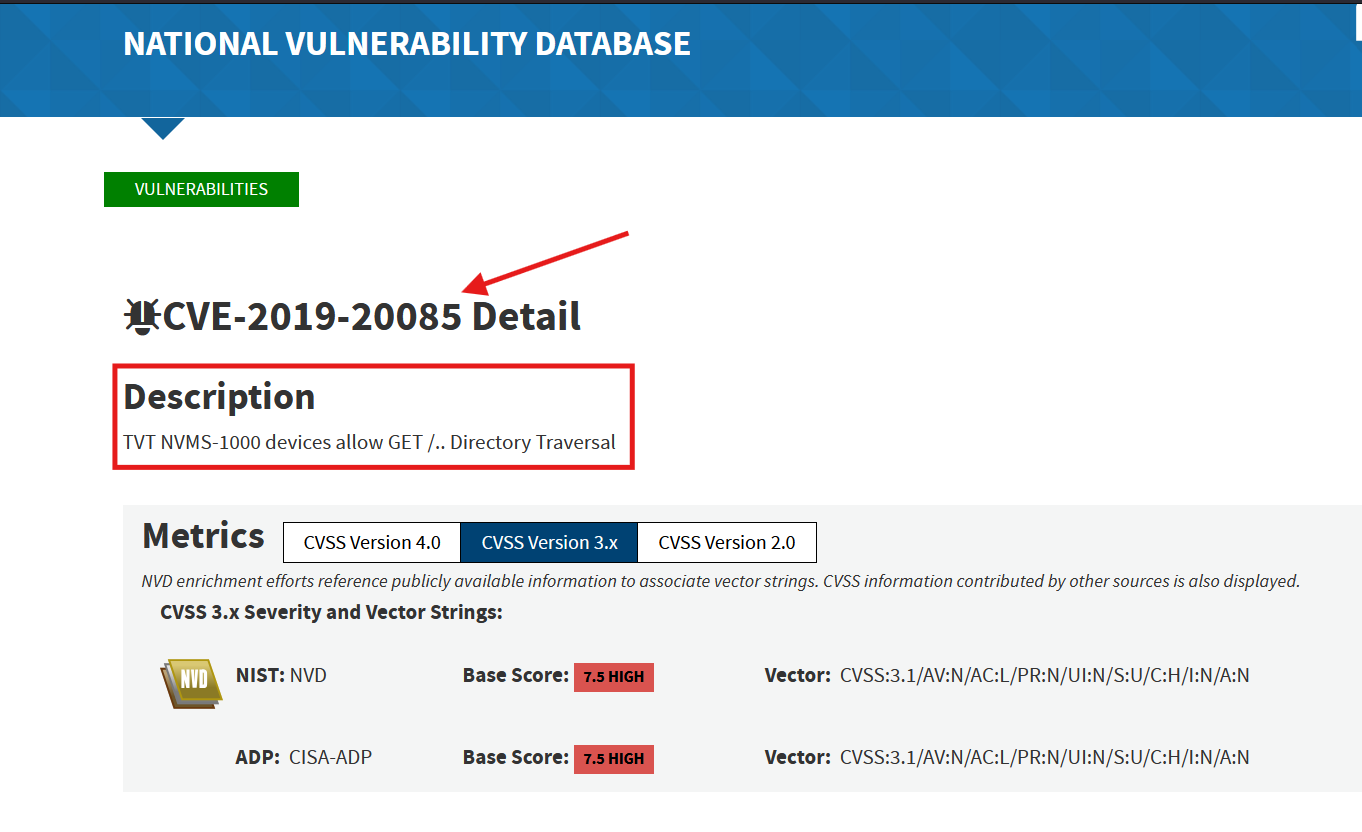 NATIONAL VULNERABILITY DATABASE
VULNERABILITIES
CVE-2019-20085 Detail
Description
TVT NVMS-1000 devices allow GET /.. Directory Traversal
Metrics CVSS Version 4.0 CVSS Version 3.x CVSS Version 2.0
NVD enrichment efforts reference publicly available information to associate vector strings. CVSS information contributed by other sources is also displayed.
CVSS 3.x Severity and Vector Strings:
NVD NIST: NVD Base Score: 7.5 HIGH Vector: CVSS:3.1/AV:N/AC:L/PR:N/UI:N/S:U/C:H/I:N/A:N
ADP: CISA-ADP Base Score: 7.5 HIGH Vector: CVSS:3.1/AV:N/AC:L/PR:N/UI:N/S:U/C:H/I:N/A:N